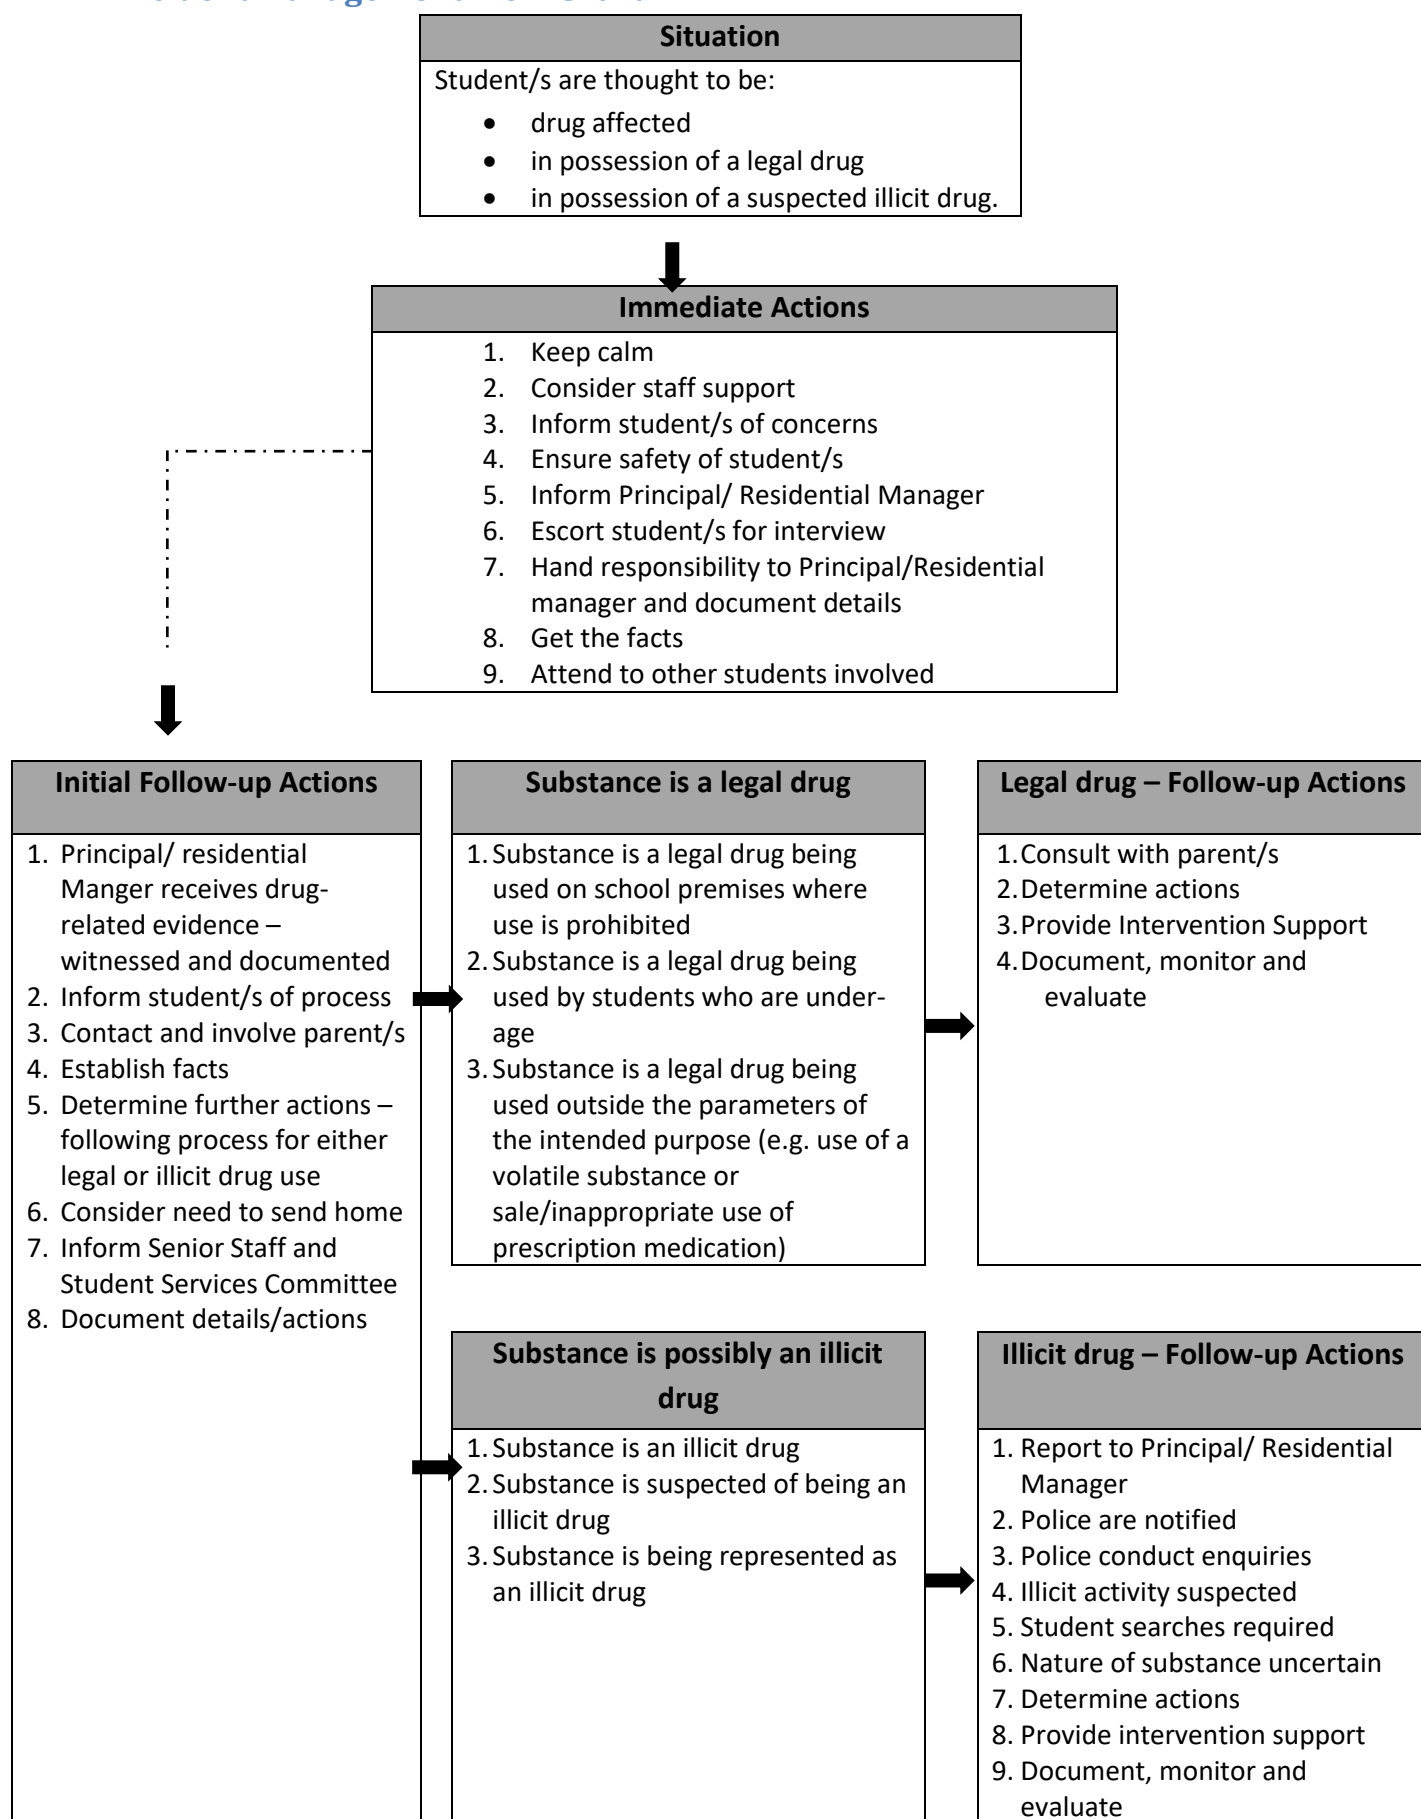 Situation
Student/s are thought to be:
• drug affected
• in possession of a legal drug
• in possession of a suspected illicit drug.
Immediate Actions
1. Keep calm
2. Consider staff support
3. Inform student/s of concerns
4. Ensure safety of student/s
5. Inform Principal/ Residential Manager
6. Escort student/s for interview
7. Hand responsibility to Principal/Residential
manager and document details
8. Get the facts
9. Attend to other students involved
Initial Follow-up Actions
1. Principal/ residential
Manger receives drug-
related evidence –
witnessed and documented
2. Inform student/s of process
3. Contact and involve parent/s
4. Establish facts
5. Determine further actions –
following process for either
legal or illicit drug use
6. Consider need to send home
7. Inform Senior Staff and
Student Services Committee
8. Document details/actions
Substance is a legal drug
1. Substance is a legal drug being
used on school premises where
use is prohibited
2. Substance is a legal drug being
used by students who are under-
age
3. Substance is a legal drug being
used outside the parameters of
the intended purpose (e.g. use of a
volatile substance or
sale/inappropriate use of
prescription medication)
Legal drug – Follow-up Actions
1.Consult with parent/s
2.Determine actions
3.Provide Intervention Support
4.Document, monitor and
evaluate
Substance is possibly an illicit
drug
1. Substance is an illicit drug
2. Substance is suspected of being an
illicit drug
3. Substance is being represented as
an illicit drug
Illicit drug – Follow-up Actions
1. Report to Principal/ Residential
Manager
2. Police are notified
3. Police conduct enquiries
4. Illicit activity suspected
5. Student searches required
6. Nature of substance uncertain
7. Determine actions
8. Provide intervention support
9. Document, monitor and
evaluate